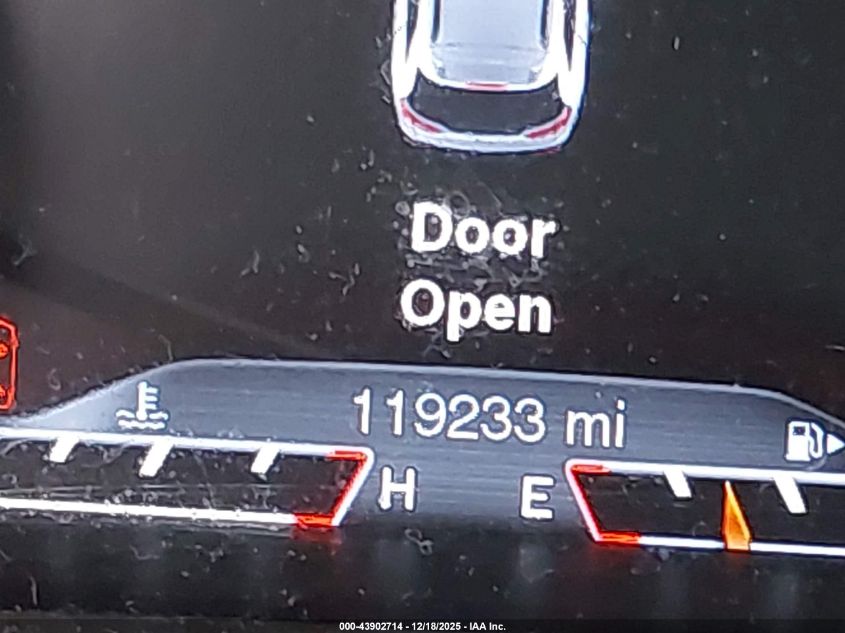 Door
Open
119233 mi
H E
000-43902714 - 12/18/2025 - IAA Inc.